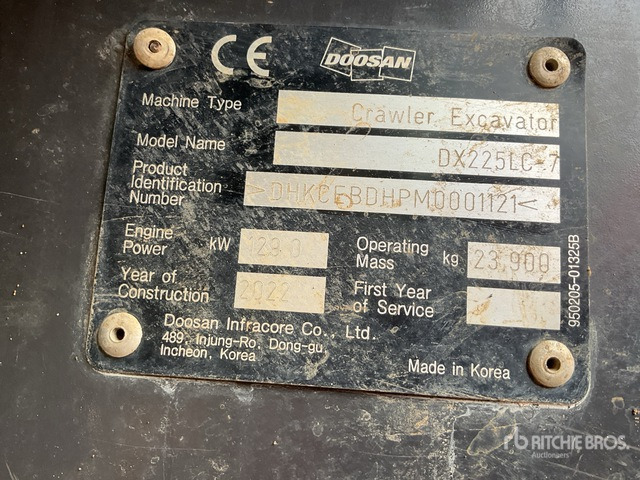 CE DOOSAN
Machine Type Crawler Excavator
Model Name DX225LC-7
Product Identification Number >DHKCEBDHPM0001121<
Engine Power kW 129.0 Operating Mass kg 23,900
Year of Construction 2022 First Year of Service
Doosan Infracore Co., Ltd.
489, Injung-Ro, Dong-gu,
Incheon, Korea
Made in Korea
950205-01325B
rb RITCHIE BROS.
Auctioneers